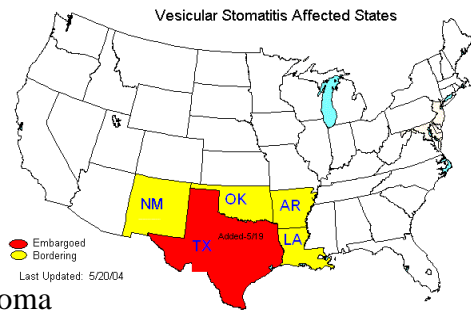 Vesicular Stomatitis Affected States
NM
OK
AR
TX
Added-5/19
LA
Embargoed
Bordering
Last Updated: 5/20/04
oma